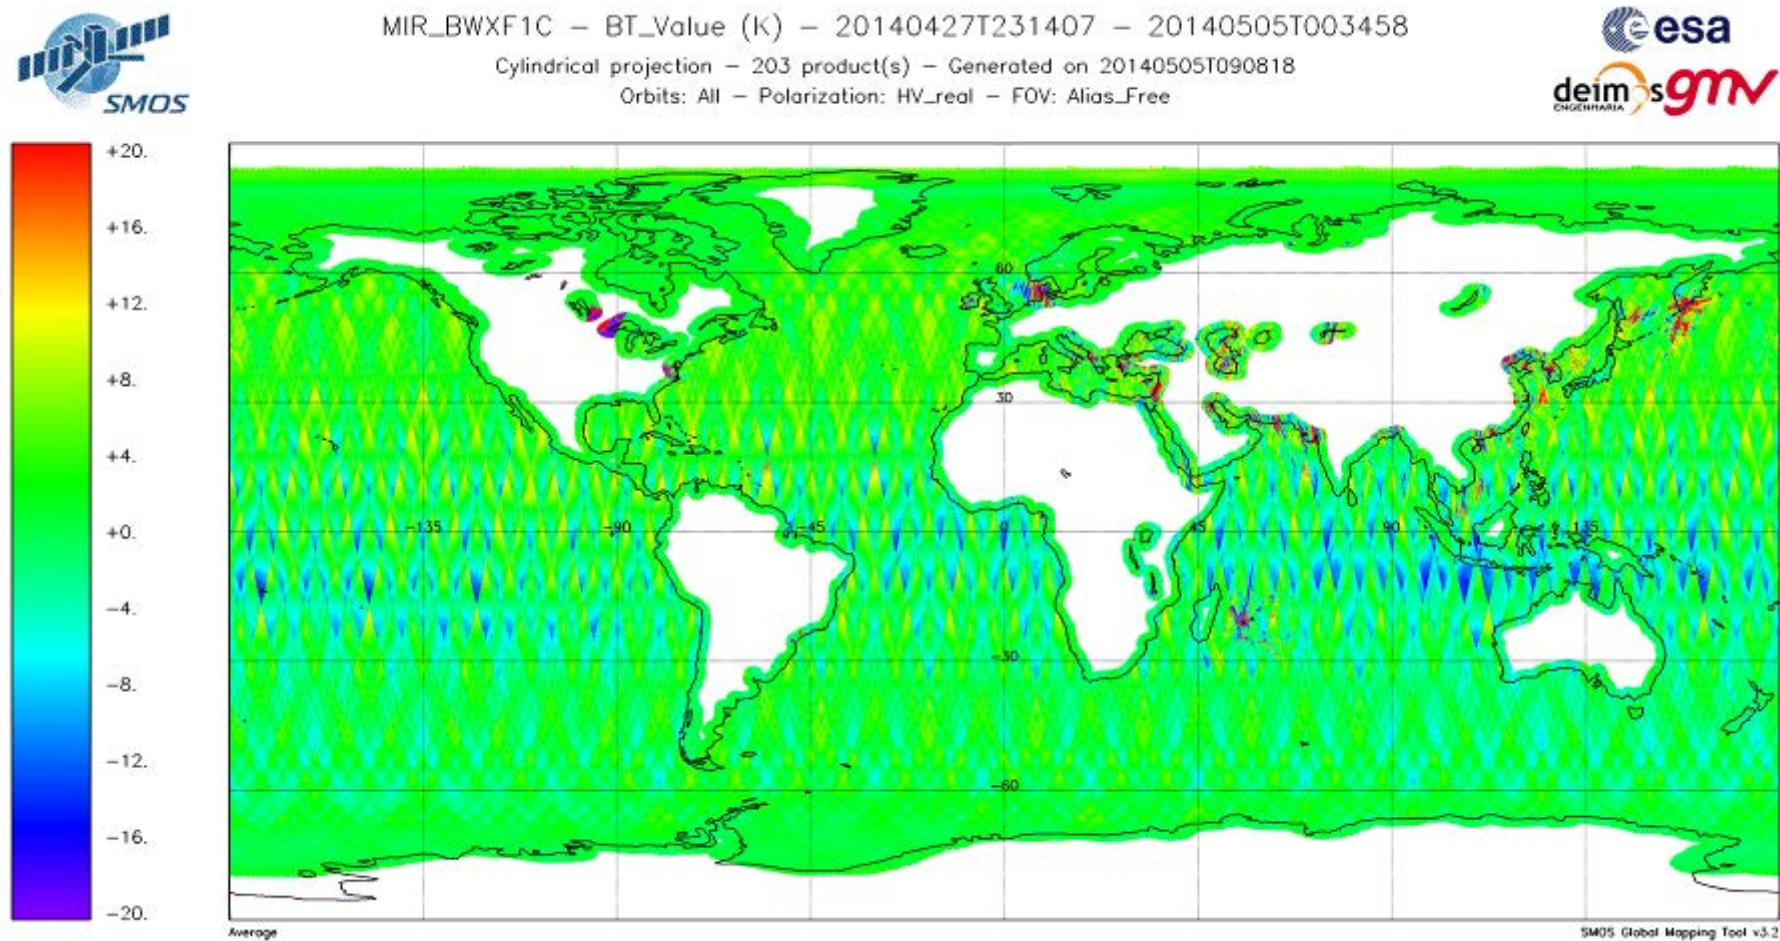 MIR_BWXF1C – BT_Value (K) – 20140427T231407 – 20140505T003458
Cylindrical projection – 203 product(s) – Generated on 20140505T090818
Orbits: All – Polarization: HV_real – FOV: Alias_Free
SMOS
esa
deimos
ENGENHARIA
gmv
+20.
+16.
+12.
+8.
+4.
+0.
−4.
−8.
−12.
−16.
−20.
60
30
−135
−90
−45
0
45
90
135
−30
−60
Average
SMOS Global Mapping Tool v3.2